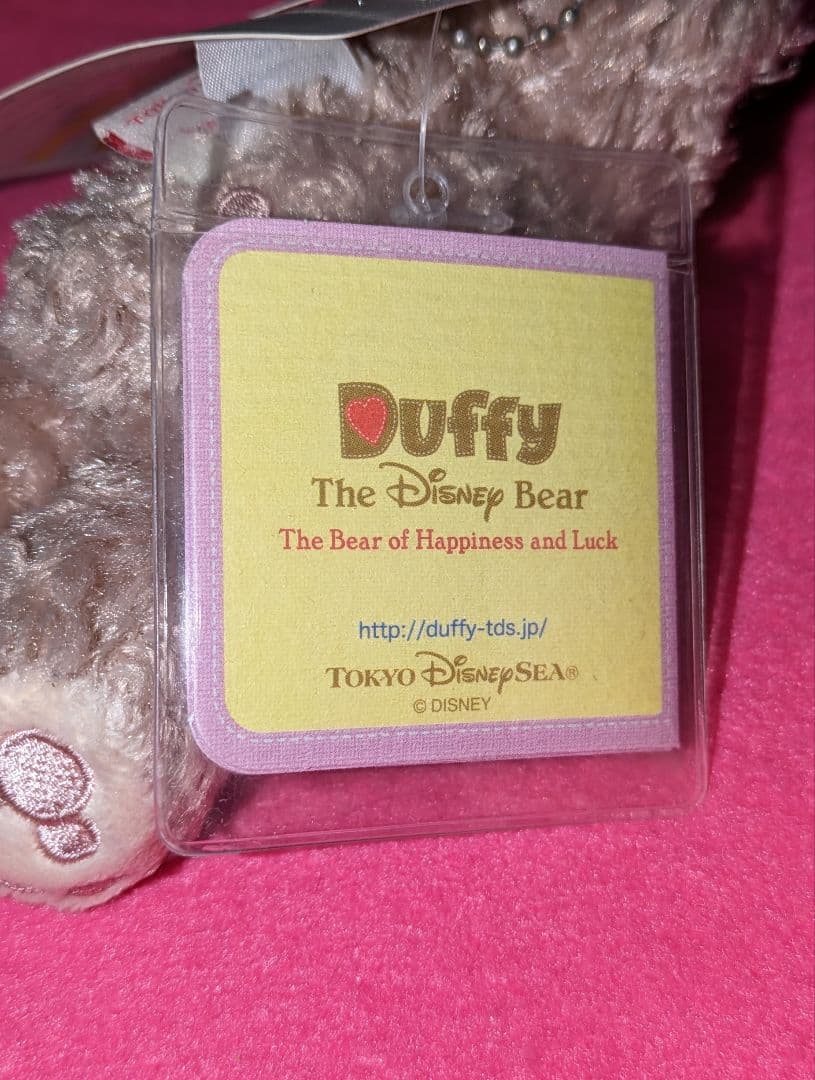 Duffy
The Disney Bear
The Bear of Happiness and Luck
http://duffy-tds.jp/
TOKYO DISNEYSEA®
© DISNEY